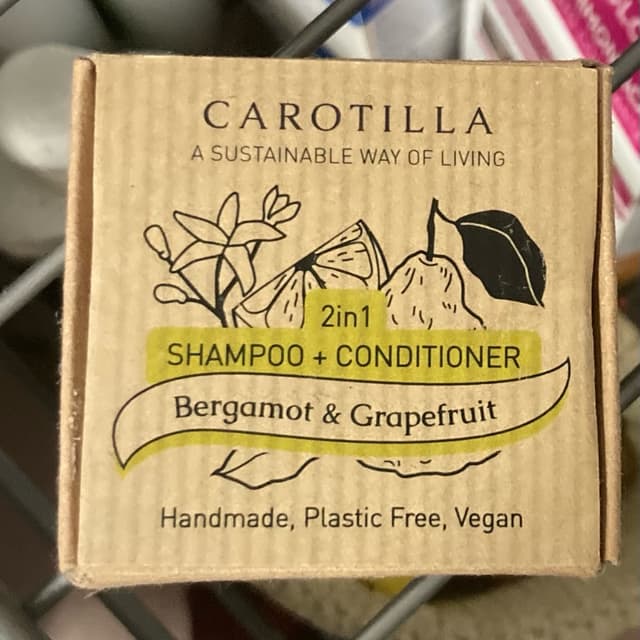 CAROTILLA
A SUSTAINABLE WAY OF LIVING
2in1
SHAMPOO + CONDITIONER
Bergamot & Grapefruit
Handmade, Plastic Free, Vegan